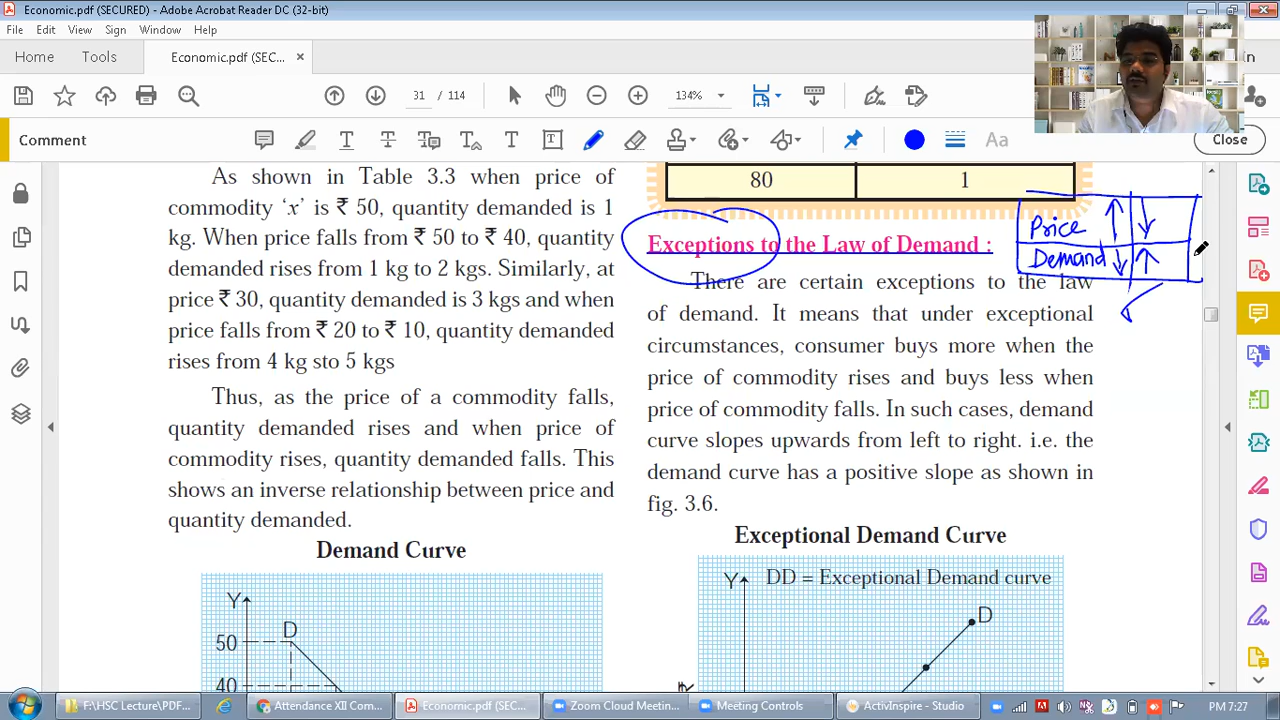 Economic.pdf (SECURED) - Adobe Acrobat Reader DC (32-bit)
File Edit View Sign Window Help
Home Tools Economic.pdf (SEC...
31 / 114 134%
Comment Aa Close
As shown in Table 3.3 when price of
commodity ‘x’ is ₹ 50, quantity demanded is 1
kg. When price falls from ₹ 50 to ₹ 40, quantity
demanded rises from 1 kg to 2 kgs. Similarly, at
price ₹ 30, quantity demanded is 3 kgs and when
price falls from ₹ 20 to ₹ 10, quantity demanded
rises from 4 kg sto 5 kgs
Thus, as the price of a commodity falls,
quantity demanded rises and when price of
commodity rises, quantity demanded falls. This
shows an inverse relationship between price and
quantity demanded.
Demand Curve
Y
D
50
40
80 1
Price
Demand
Exceptions to the Law of Demand :
There are certain exceptions to the law
of demand. It means that under exceptional
circumstances, consumer buys more when the
price of commodity rises and buys less when
price of commodity falls. In such cases, demand
curve slopes upwards from left to right. i.e. the
demand curve has a positive slope as shown in
fig. 3.6.
Exceptional Demand Curve
Y DD = Exceptional Demand curve
D
F:\HSC Lecture\PDF... Attendance XII Com... Economic.pdf (SEC... Zoom Cloud Meeting... Meeting Controls ActivInspire - Studio PM 7:27